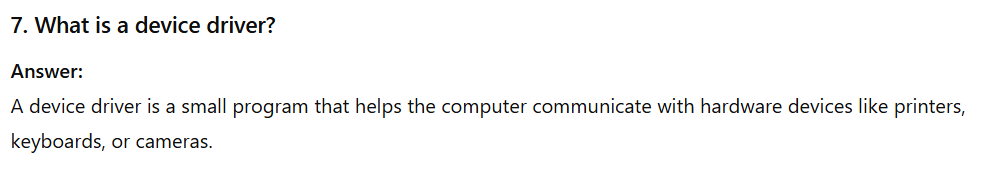 7. What is a device driver?
Answer:
A device driver is a small program that helps the computer communicate with hardware devices like printers,
keyboards, or cameras.